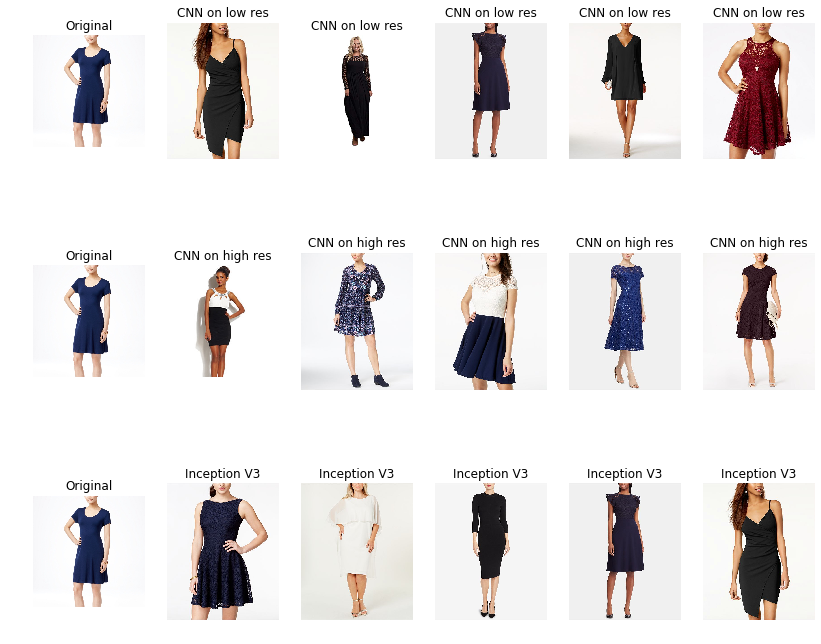 Original
CNN on low res
CNN on low res
CNN on low res
CNN on low res
CNN on low res
Original
CNN on high res
CNN on high res
CNN on high res
CNN on high res
CNN on high res
Original
Inception V3
Inception V3
Inception V3
Inception V3
Inception V3